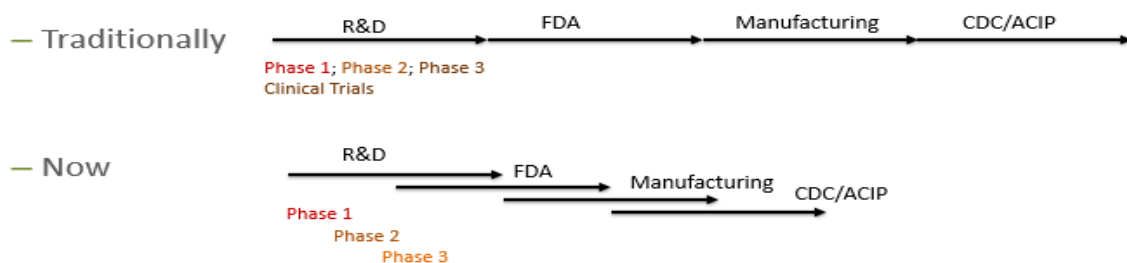 – Traditionally
R&D
FDA
Manufacturing
CDC/ACIP
Phase 1; Phase 2; Phase 3
Clinical Trials
– Now
R&D
FDA
Manufacturing
CDC/ACIP
Phase 1
Phase 2
Phase 3